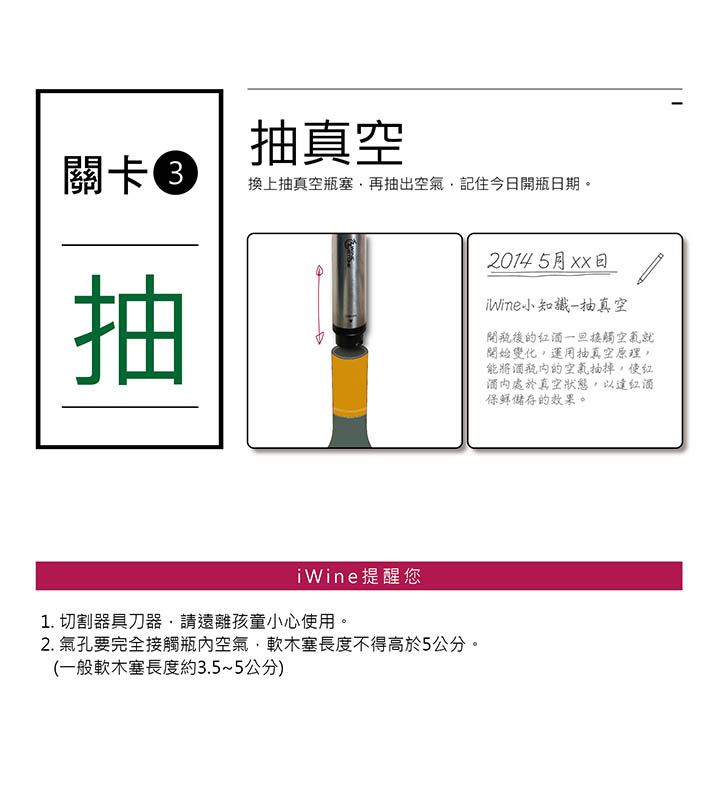 關卡3
抽
抽真空
換上抽真空瓶塞，再抽出空氣，記住今日開瓶日期。
2014 5月 xx日
iWine小知識-抽真空
開瓶後的紅酒一旦接觸空氣就
開始變化，運用抽真空原理，
能將酒瓶內的空氣抽掉，使紅
酒內處於真空狀態，以達紅酒
保鮮儲存的效果。
iWine提醒您
1. 切割器具刀器，請遠離孩童小心使用。
2. 氣孔要完全接觸瓶內空氣，軟木塞長度不得高於5公分。
(一般軟木塞長度約3.5~5公分)